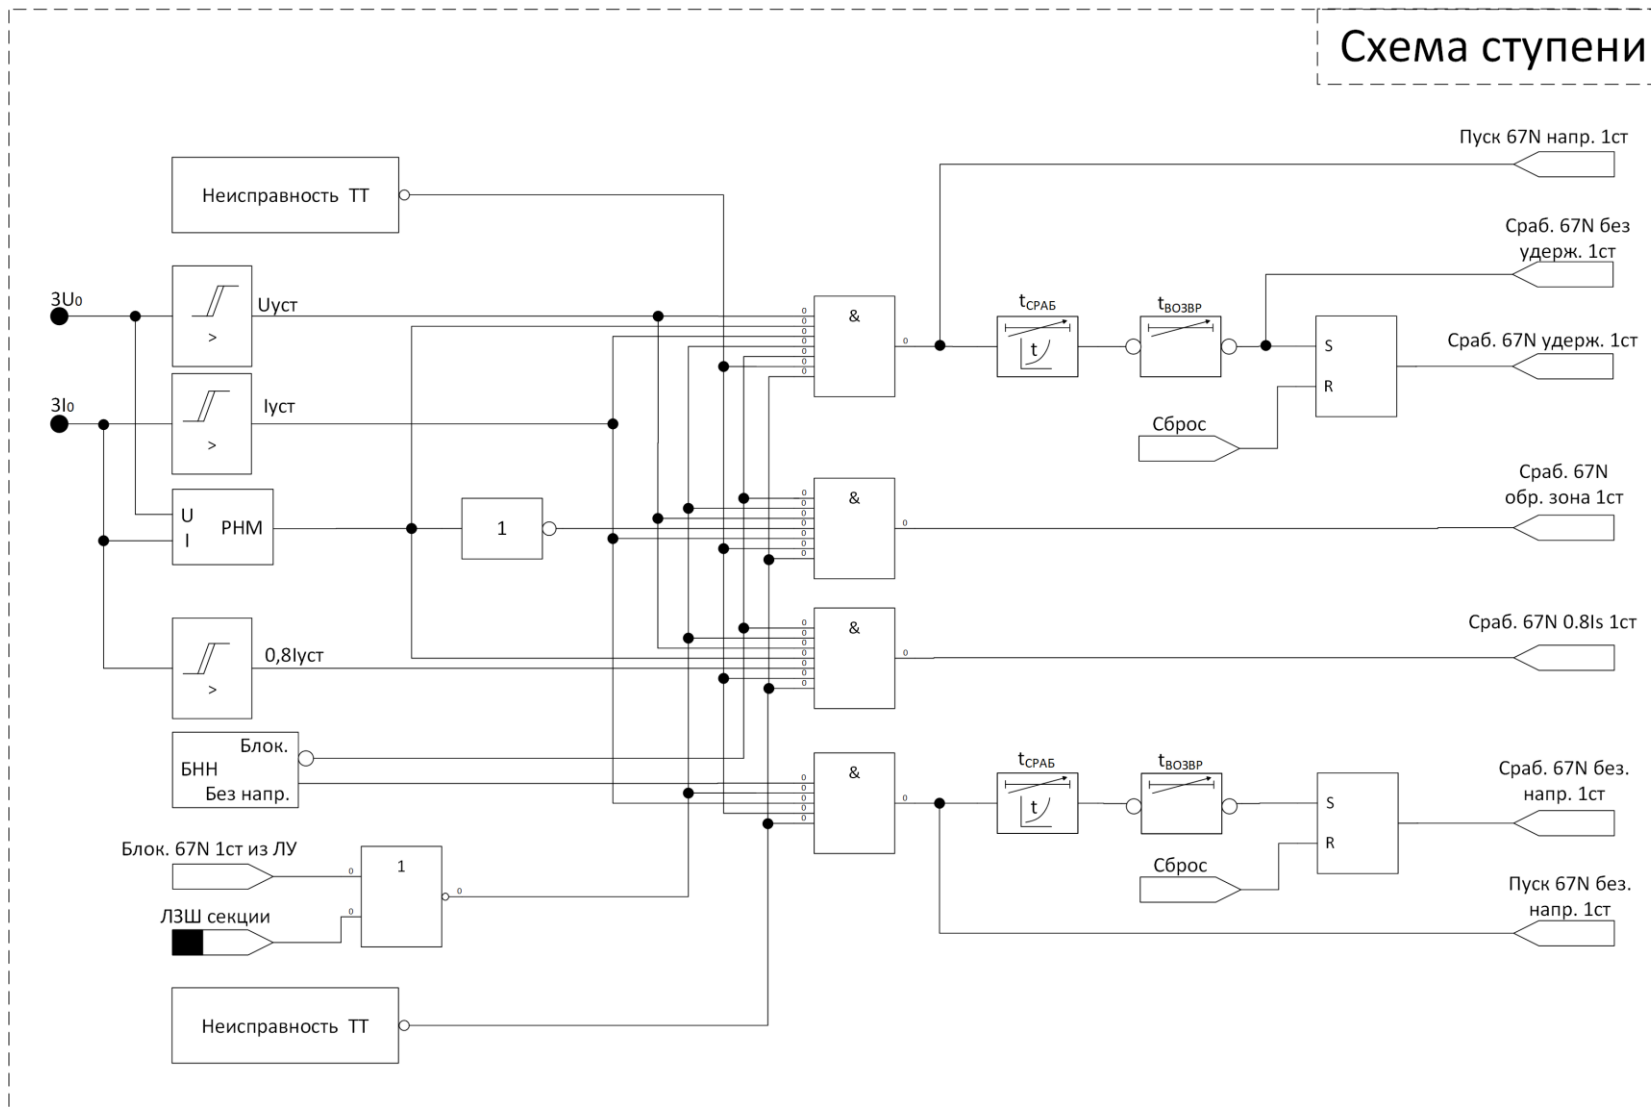 Схема ступени
Пуск 67N напр. 1ст
Неисправность ТТ
Сраб. 67N без
удерж. 1ст
3U0
Uуст
>
&
tСРАБ
t
tВОЗВР
S
R
Сраб. 67N удерж. 1ст
3I0
Iуст
>
Сброс
U
I
РНМ
1
&
Сраб. 67N
обр. зона 1ст
0,8Iуст
>
&
Сраб. 67N 0.8Is 1ст
Блок.
БНН
Без напр.
&
tСРАБ
t
tВОЗВР
S
R
Сраб. 67N без.
напр. 1ст
Блок. 67N 1ст из ЛУ
1
Сброс
ЛЗШ секции
Пуск 67N без.
напр. 1ст
Неисправность ТТ